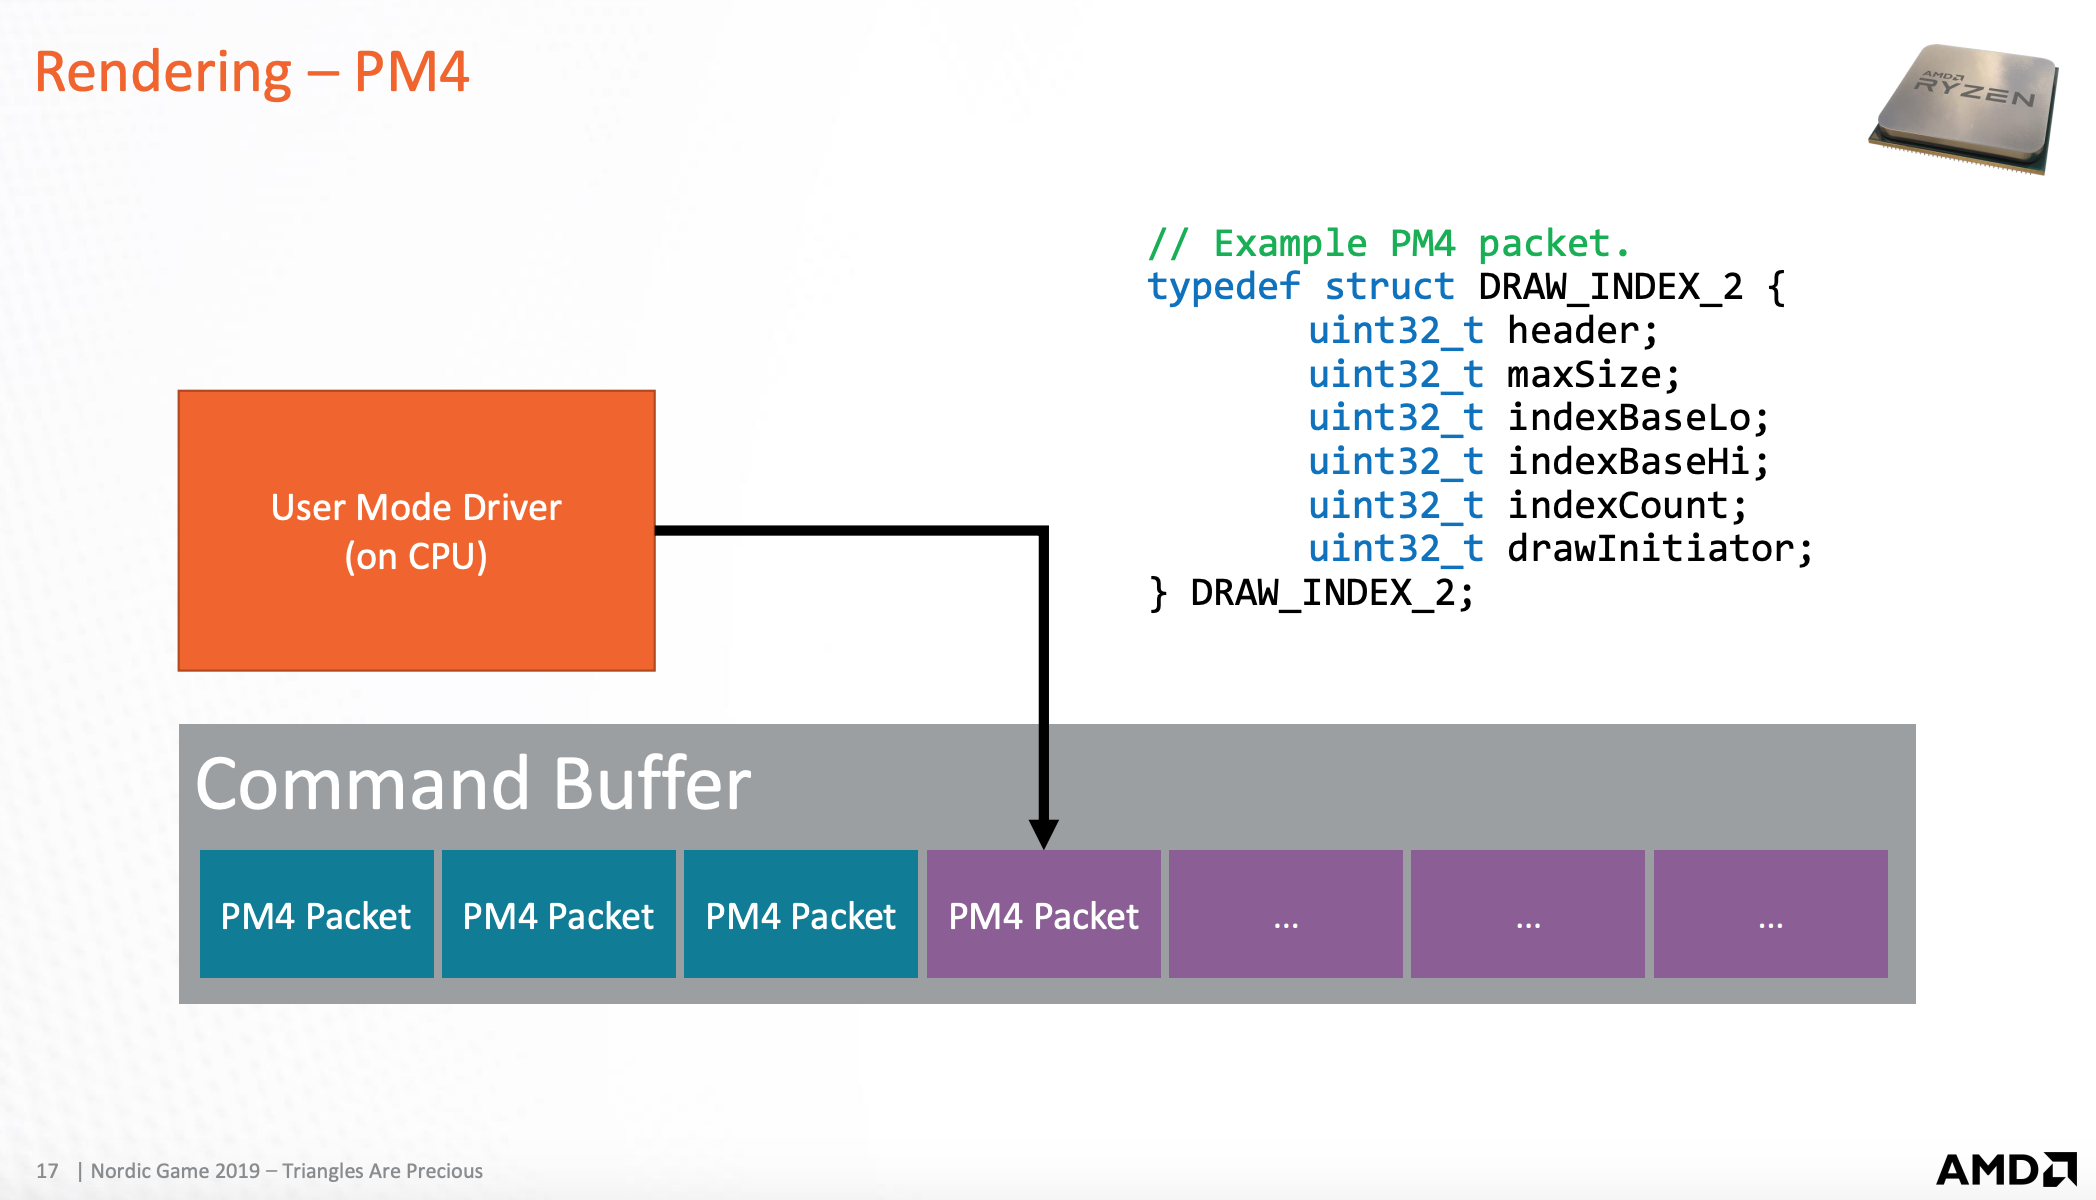 Rendering – PM4
AMD
RYZEN
// Example PM4 packet.
typedef struct DRAW_INDEX_2 {
uint32_t header;
uint32_t maxSize;
uint32_t indexBaseLo;
uint32_t indexBaseHi;
uint32_t indexCount;
uint32_t drawInitiator;
} DRAW_INDEX_2;
User Mode Driver
(on CPU)
Command Buffer
PM4 Packet PM4 Packet PM4 Packet PM4 Packet ... ... ...
17 | Nordic Game 2019 – Triangles Are Precious
AMD